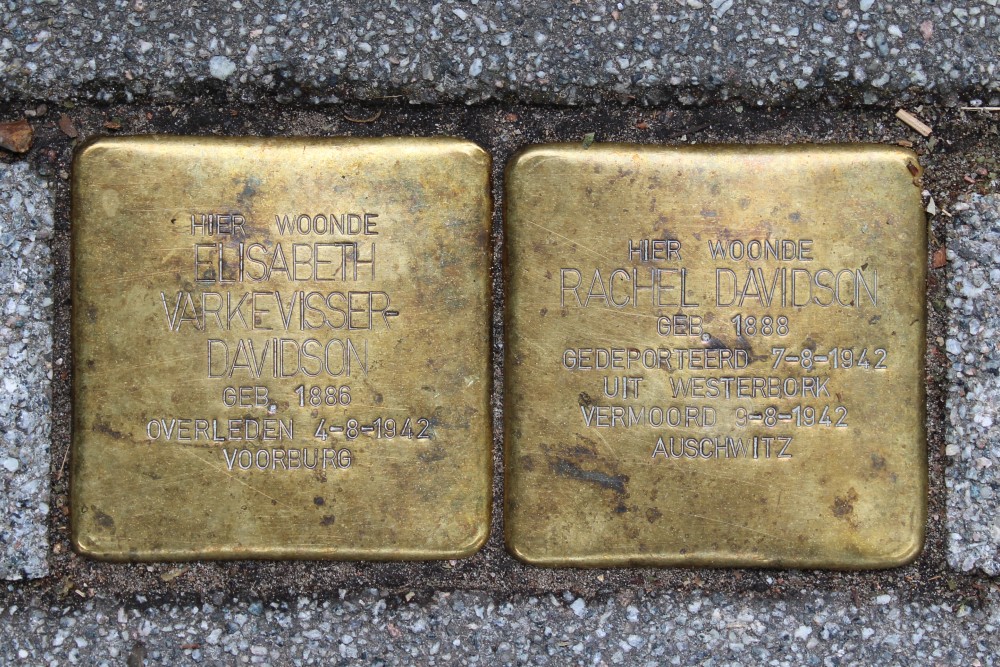 HIER WOONDE
ELISABETH
VARKEVISSER-
DAVIDSON
GEB. 1886
OVERLEDEN 4-8-1942
VOORBURG
HIER WOONDE
RACHEL DAVIDSON
GEB. 1888
GEDEPORTEERD 7-8-1942
UIT WESTERBORK
VERMOORD 9-8-1942
AUSCHWITZ